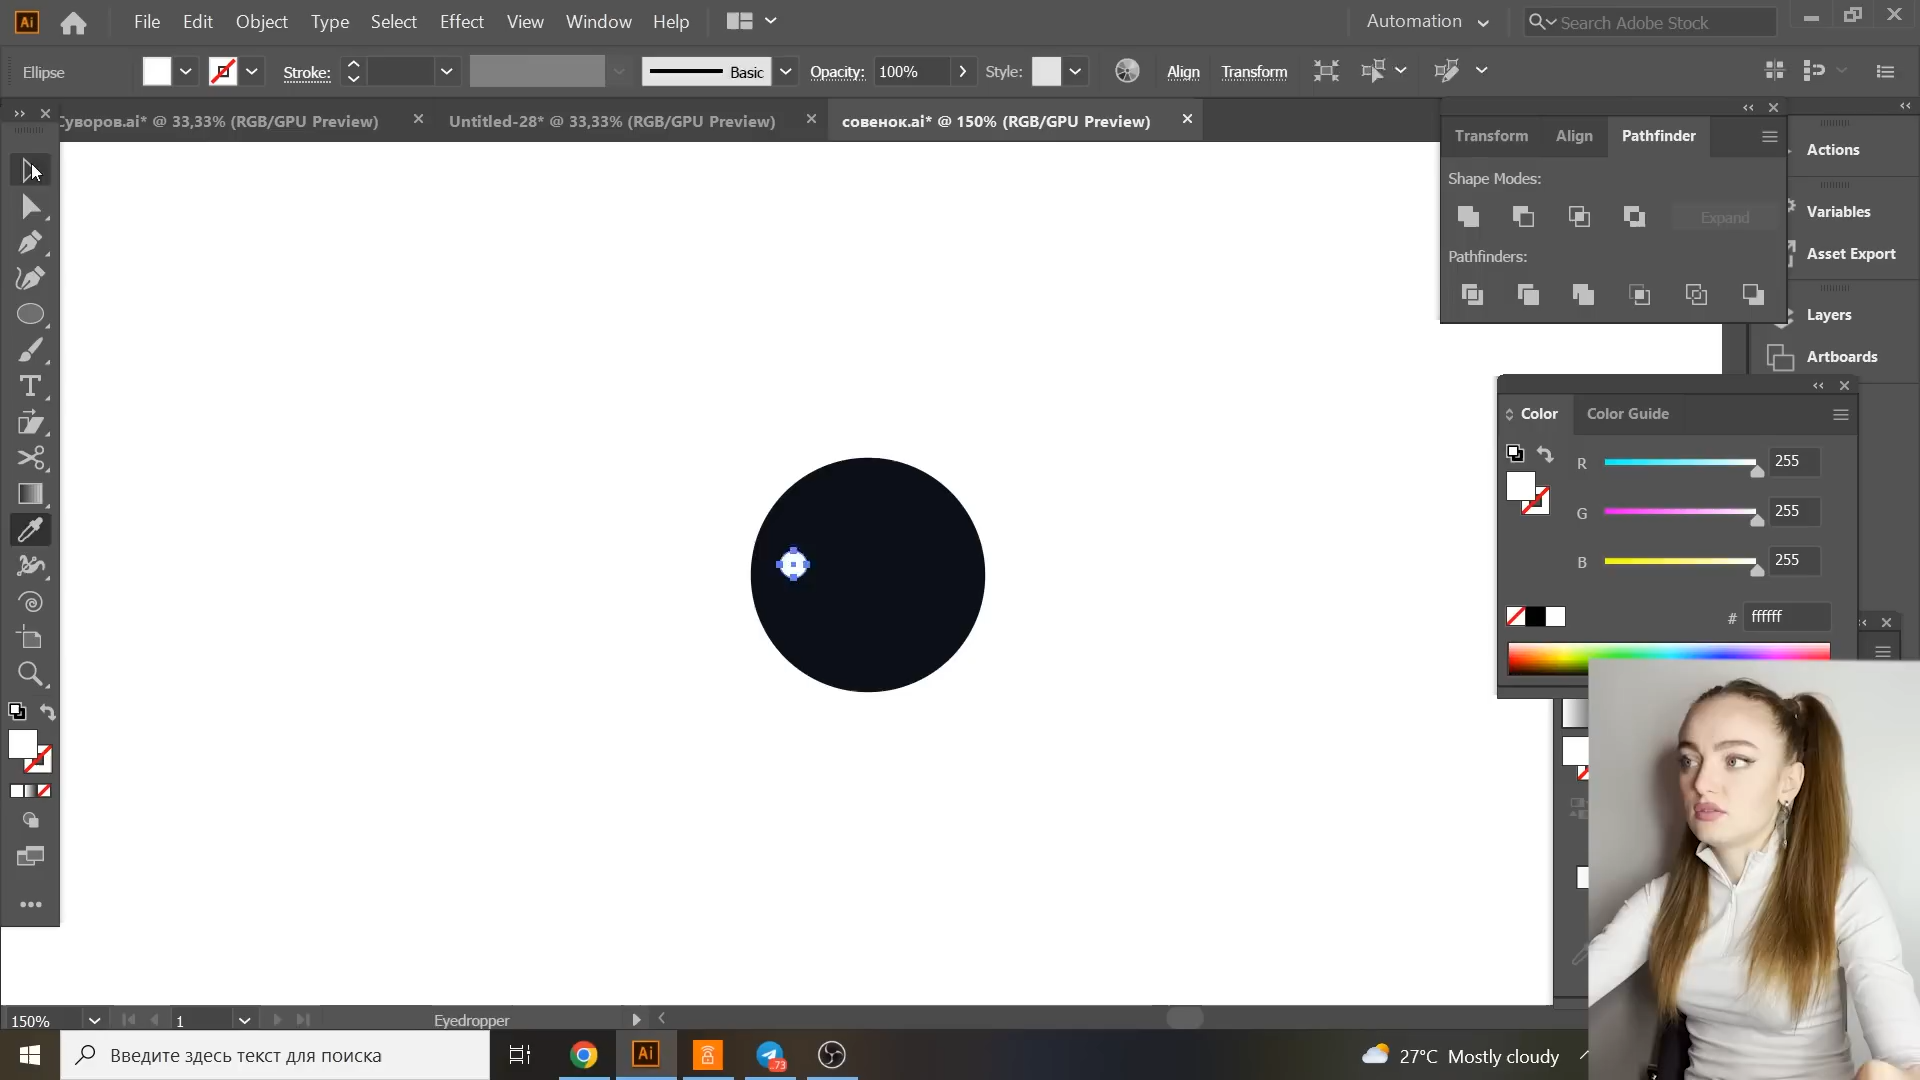 Ai File Edit Object Type Select Effect View Window Help Automation Search Adobe Stock
Ellipse Stroke: Basic Opacity: 100% Style: Align Transform
Суворов.ai* @ 33,33% (RGB/GPU Preview) Untitled-28* @ 33,33% (RGB/GPU Preview) совенок.ai* @ 150% (RGB/GPU Preview)
Transform Align Pathfinder
Shape Modes:
Expand
Pathfinders:
Actions
Variables
Asset Export
Layers
Artboards
Color Color Guide
R 255
G 255
B 255
# ffffff
150% 1 Eyedropper
Введите здесь текст для поиска Ai 73 27°C Mostly cloudy